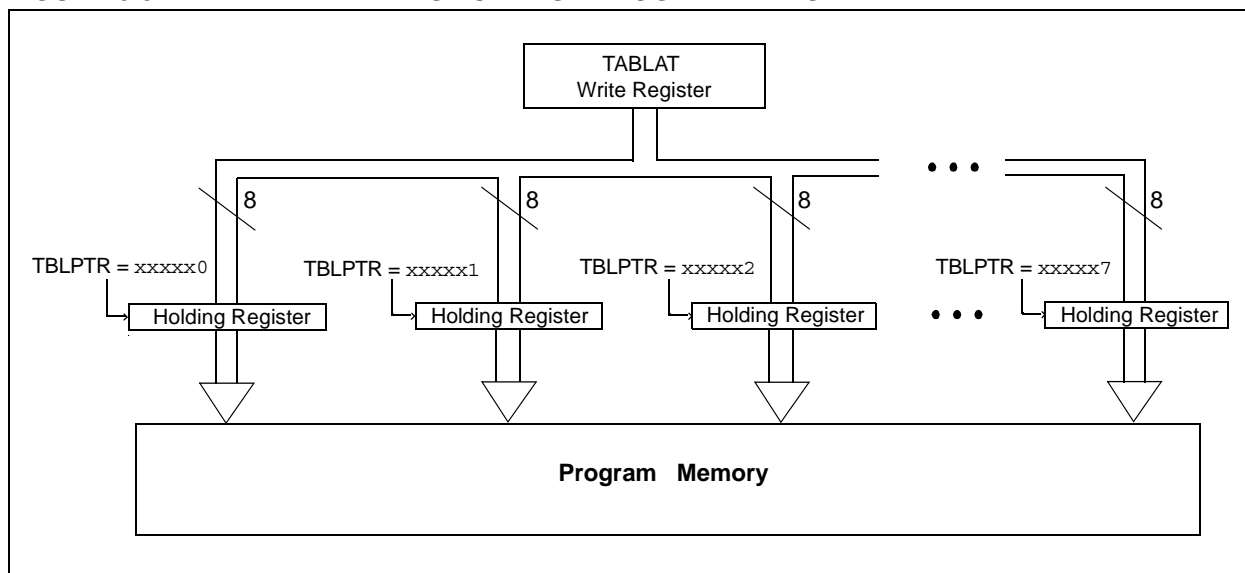 TABLAT
Write Register
• • •
8 8 8 8
TBLPTR = xxxxx0 TBLPTR = xxxxx1 TBLPTR = xxxxx2 TBLPTR = xxxxx7
Holding Register Holding Register Holding Register • • • Holding Register
Program Memory